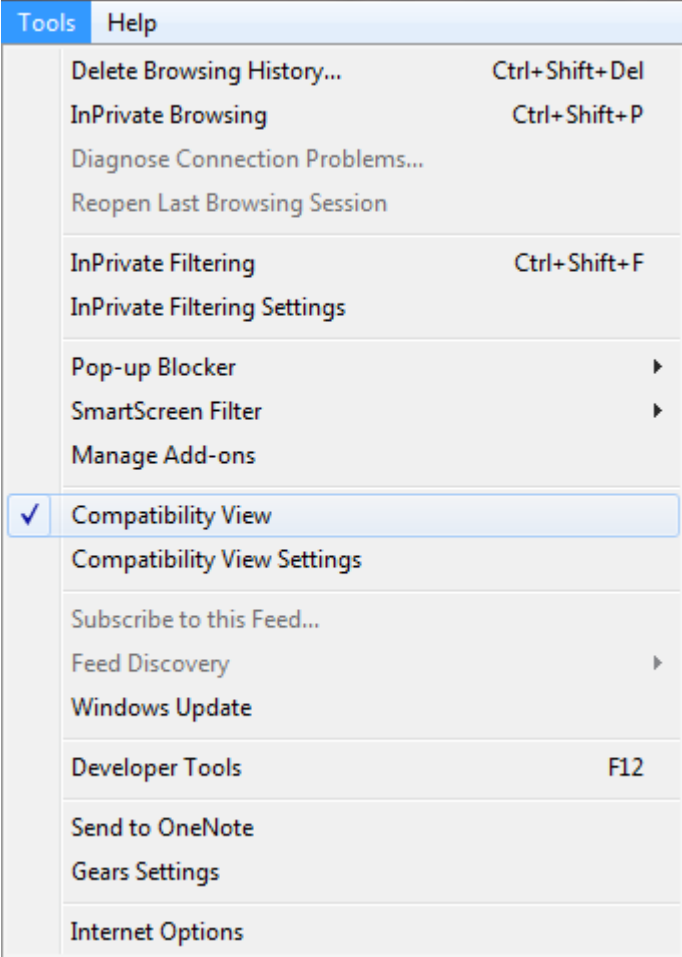 Tools Help
Delete Browsing History... Ctrl+Shift+Del
InPrivate Browsing Ctrl+Shift+P
Diagnose Connection Problems...
Reopen Last Browsing Session
InPrivate Filtering Ctrl+Shift+F
InPrivate Filtering Settings
Pop-up Blocker
SmartScreen Filter
Manage Add-ons
Compatibility View
Compatibility View Settings
Subscribe to this Feed...
Feed Discovery
Windows Update
Developer Tools F12
Send to OneNote
Gears Settings
Internet Options